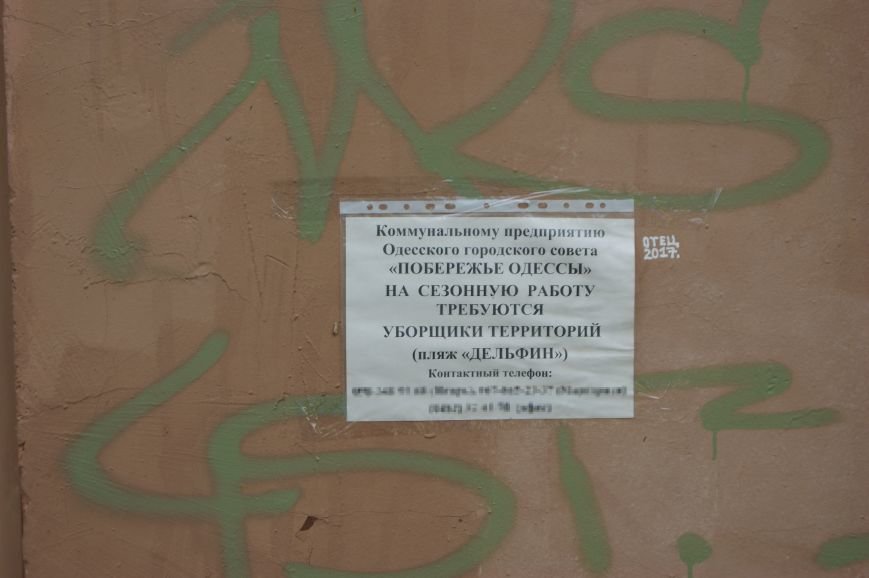 Коммунальному предприятию
Одесского городского совета
«ПОБЕРЕЖЬЕ ОДЕССЫ»
НА СЕЗОННУЮ РАБОТУ
ТРЕБУЮТСЯ
УБОРЩИКИ ТЕРРИТОРИЙ
(пляж «ДЕЛЬФИН»)
Контактный телефон:
ОТЕЦ
2017.